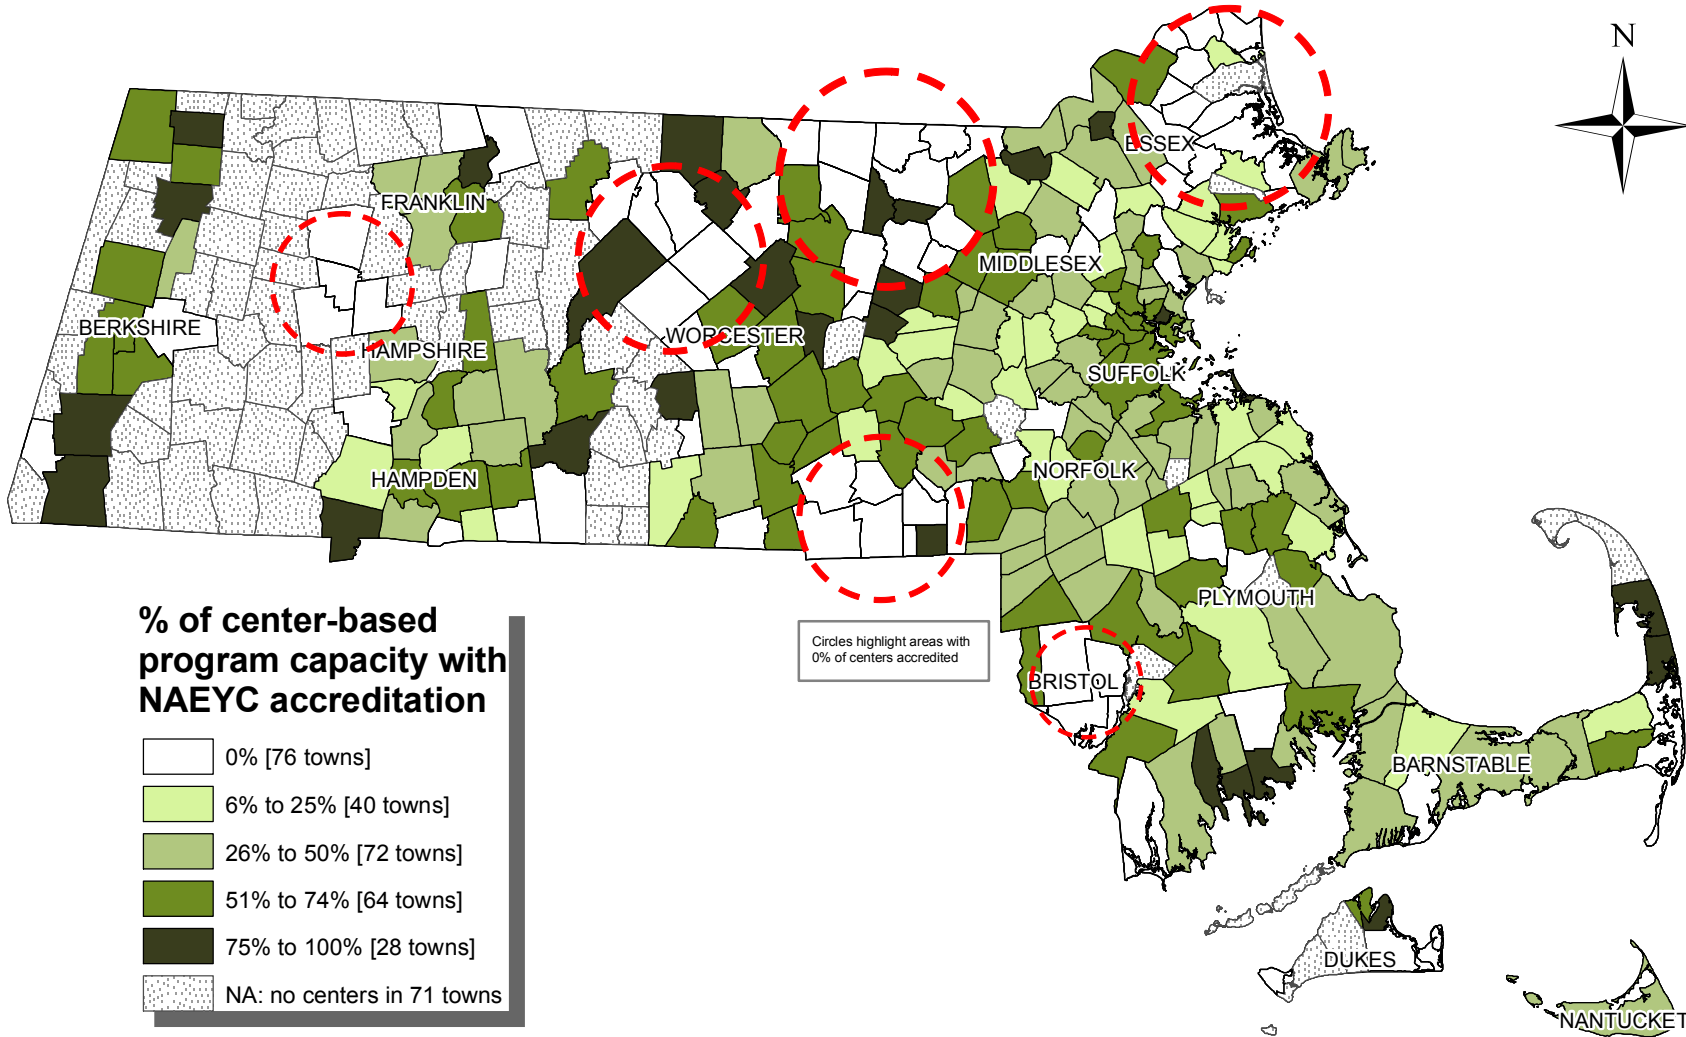 N
ESSEX
FRANKLIN
MIDDLESEX
BERKSHIRE
WORCESTER
HAMPSHIRE
SUFFOLK
HAMPDEN
NORFOLK
PLYMOUTH
BRISTOL
BARNSTABLE
DUKES
NANTUCKET
Circles highlight areas with
0% of centers accredited
% of center-based
program capacity with
NAEYC accreditation
0% [76 towns]
6% to 25% [40 towns]
26% to 50% [72 towns]
51% to 74% [64 towns]
75% to 100% [28 towns]
NA: no centers in 71 towns